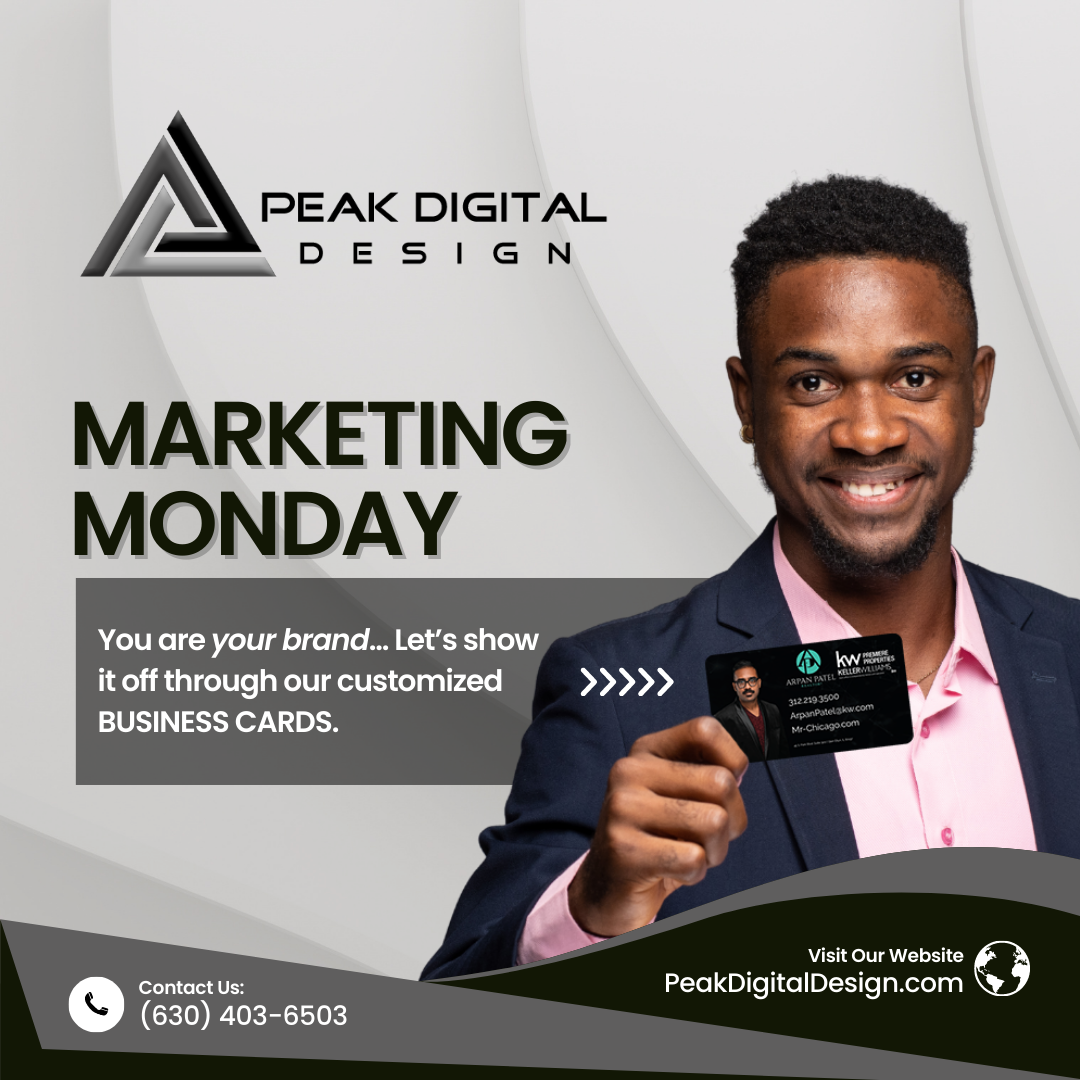 PEAK DIGITAL
DESIGN
MARKETING
MONDAY
You are your brand... Let's show
it off through our customized
BUSINESS CARDS.
ARPAN PATEL
kw PREMIERE
PROPERTIES
KELLERWILLIAMS
312.219.3500
ArpanPatel@kw.com
Mr-Chicago.com
Contact Us:
(630) 403-6503
Visit Our Website
PeakDigitalDesign.com